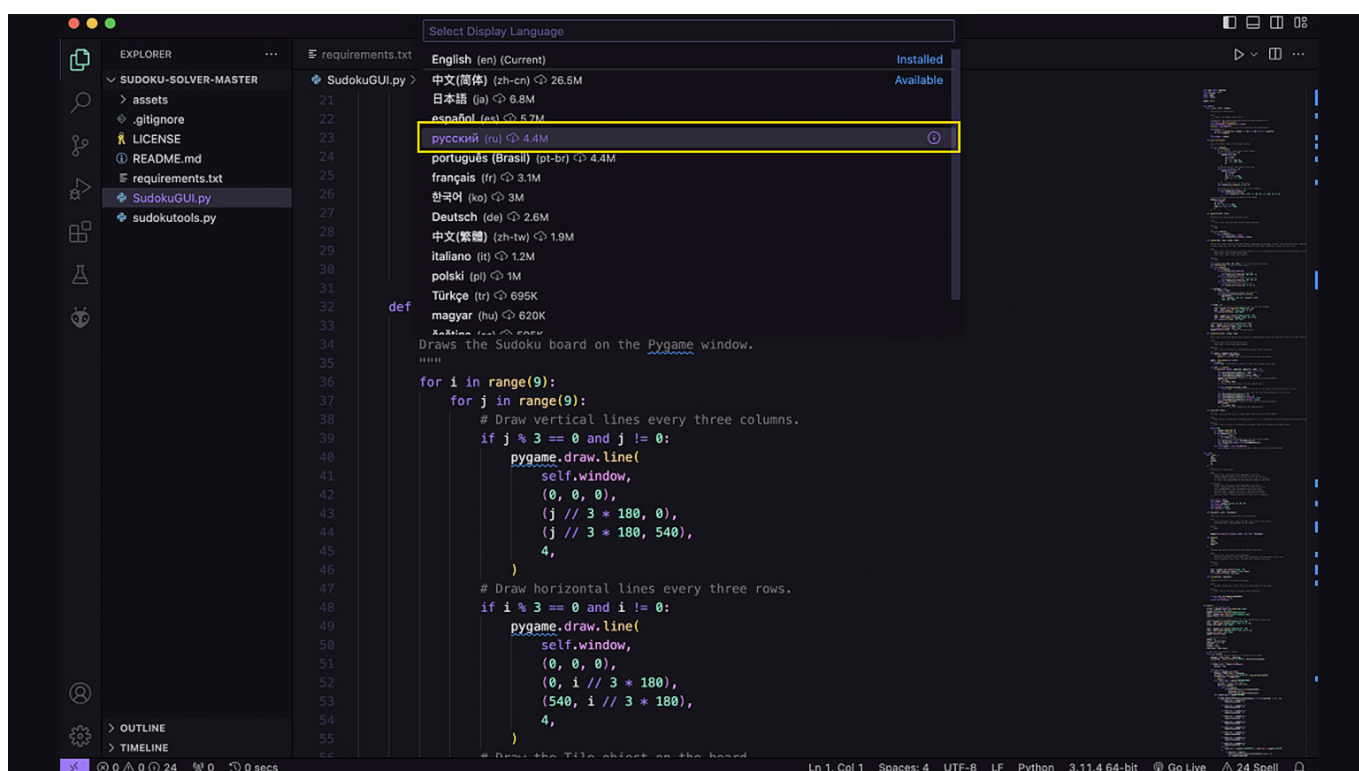 Select Display Language
English (en) (Current) Installed
中文(简体) (zh-cn) 26.5M Available
日本語 (ja) 6.8M
español (es) 5.7M
русский (ru) 4.4M
português (Brasil) (pt-br) 4.4M
français (fr) 3.1M
한국어 (ko) 3M
Deutsch (de) 2.6M
中文(繁體) (zh-tw) 1.9M
italiano (it) 1.2M
polski (pl) 1M
Türkçe (tr) 695K
magyar (hu) 620K
EXPLORER ...
SUDOKU-SOLVER-MASTER
assets
.gitignore
LICENSE
README.md
requirements.txt
SudokuGUI.py
sudokutools.py
OUTLINE
TIMELINE
requirements.txt
SudokuGUI.py >
21
22
23
24
25
26
27
28
29
30
31
32 def
33
34 Draws the Sudoku board on the Pygame window.
35 """
36 for i in range(9):
37 for j in range(9):
38 # Draw vertical lines every three columns.
39 if j % 3 == 0 and j != 0:
40 pygame.draw.line(
41 self.window,
42 (0, 0, 0),
43 (j // 3 * 180, 0),
44 (j // 3 * 180, 540),
45 4,
46 )
47 # Draw horizontal lines every three rows.
48 if i % 3 == 0 and i != 0:
49 pygame.draw.line(
50 self.window,
51 (0, 0, 0),
52 (0, i // 3 * 180),
53 (540, i // 3 * 180),
54 4,
55 )
56 # Draw the Tile object on the board
0 0 24 0 0 secs Ln 1, Col 1 Spaces: 4 UTF-8 LF Python 3.11.4 64-bit Go Live 24 Spell